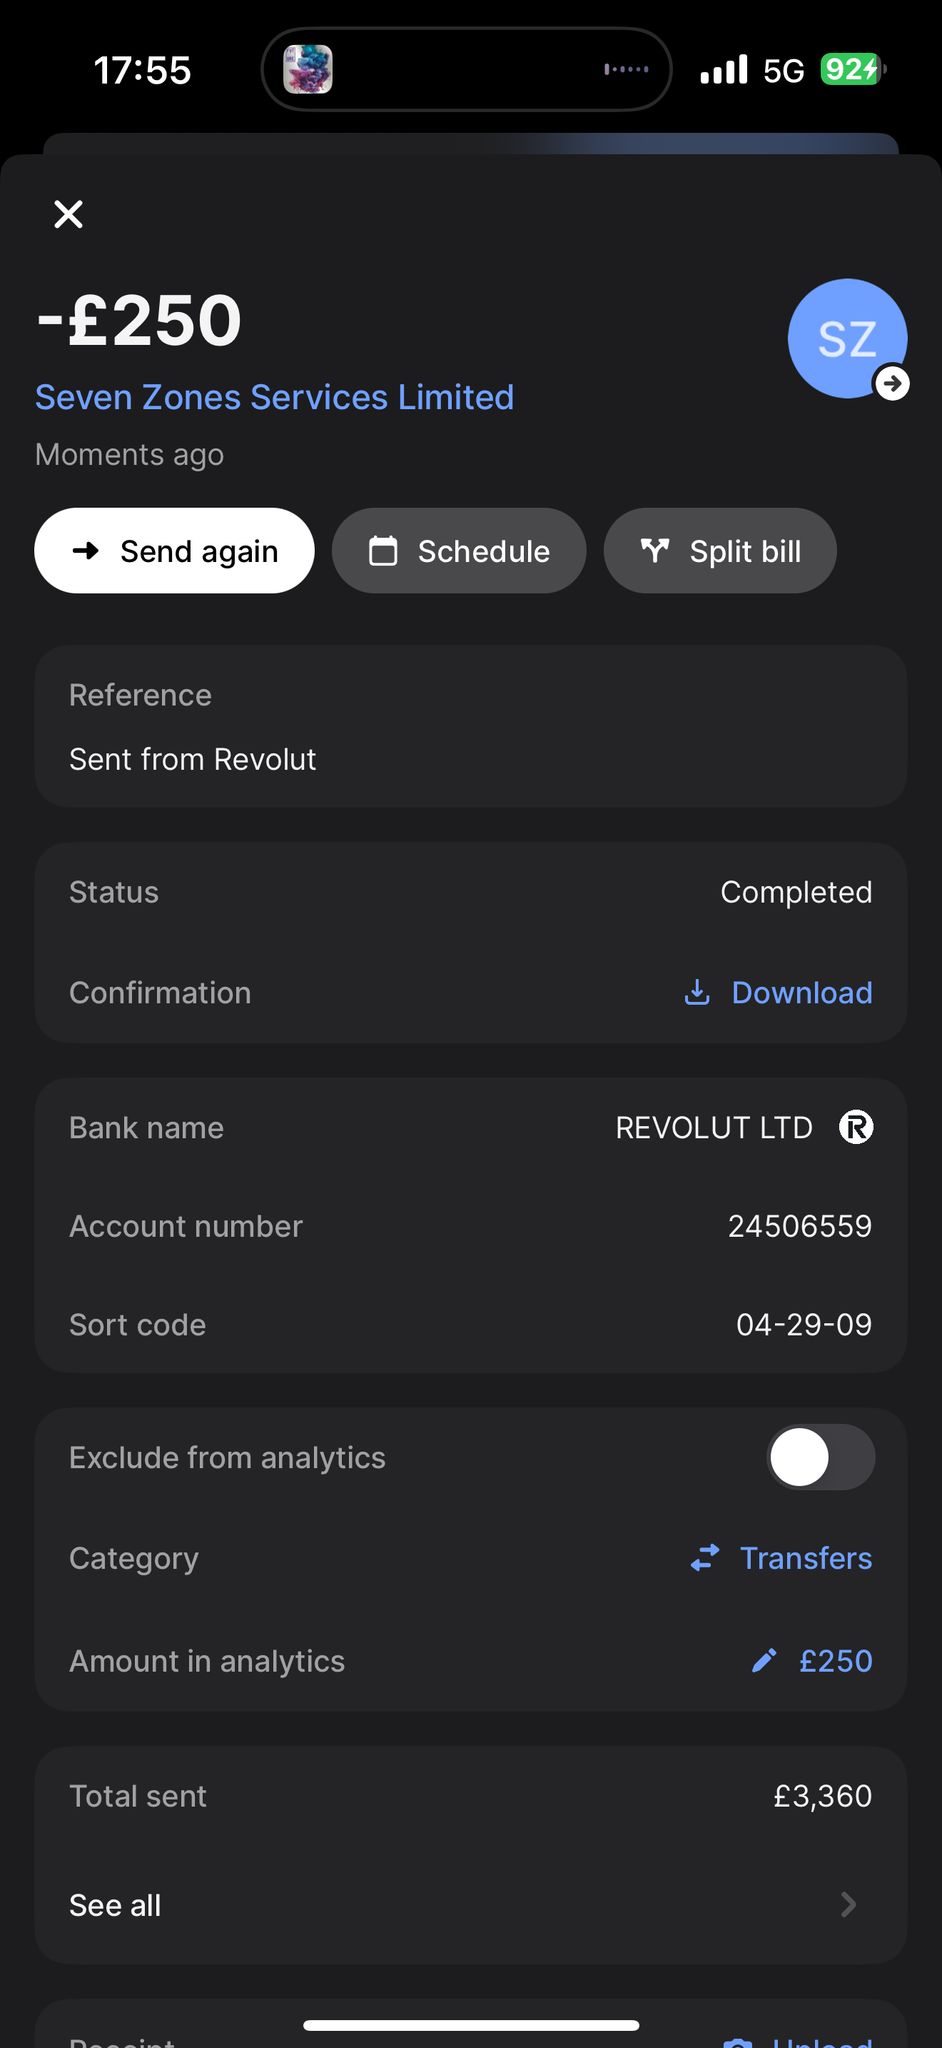 17:55
5G
92
-£250
SZ
Seven Zones Services Limited
Moments ago
Send again
Schedule
Split bill
Reference
Sent from Revolut
Status
Completed
Confirmation
Download
Bank name
REVOLUT LTD
Account number
24506559
Sort code
04-29-09
Exclude from analytics
Category
Transfers
Amount in analytics
£250
Total sent
£3,360
See all
Receipt
Upload